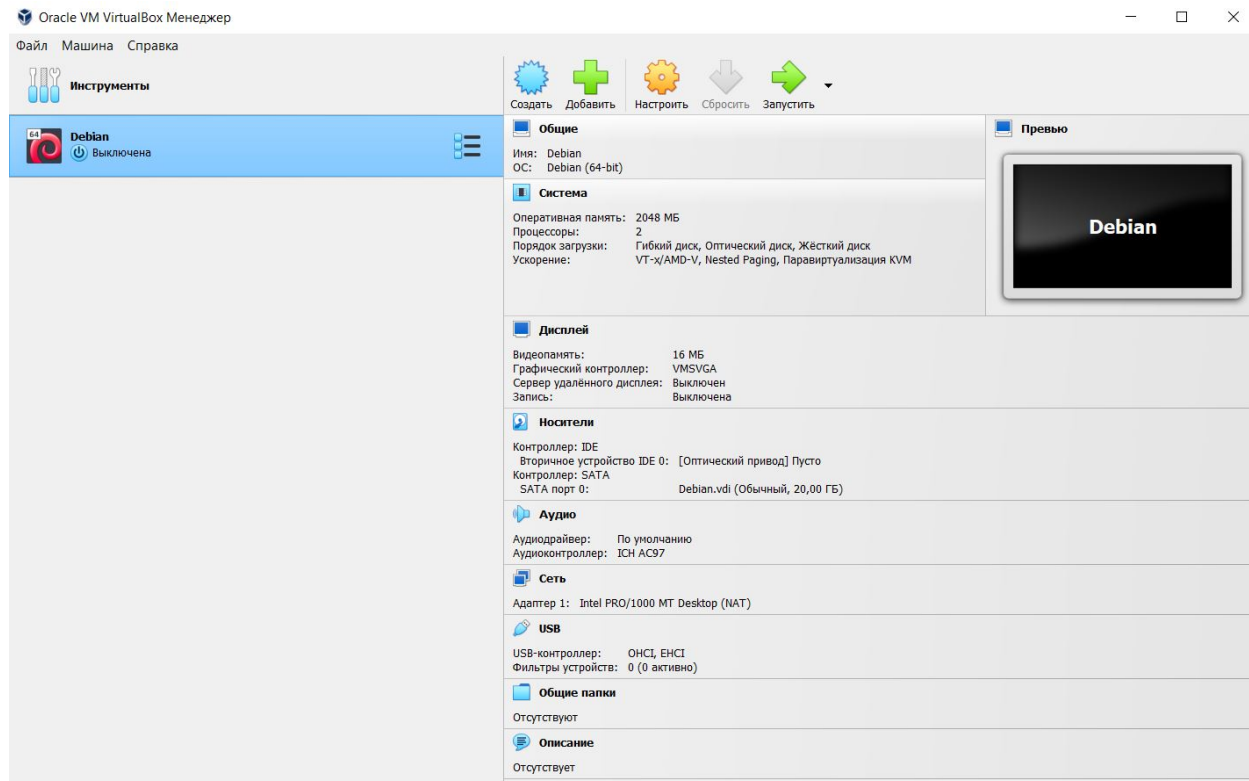 Oracle VM VirtualBox Менеджер
Файл Машина Справка
Инструменты
Создать Добавить Настроить Сбросить Запустить
64
Debian
Выключена
Общие
Имя: Debian
ОС: Debian (64-bit)
Превью
Debian
Система
Оперативная память: 2048 МБ
Процессоры: 2
Порядок загрузки: Гибкий диск, Оптический диск, Жёсткий диск
Ускорение: VT-x/AMD-V, Nested Paging, Паравиртуализация KVM
Дисплей
Видеопамять: 16 МБ
Графический контроллер: VMSVGA
Сервер удалённого дисплея: Выключен
Запись: Выключена
Носители
Контроллер: IDE
Вторичное устройство IDE 0: [Оптический привод] Пусто
Контроллер: SATA
SATA порт 0: Debian.vdi (Обычный, 20,00 ГБ)
Аудио
Аудиодрайвер: По умолчанию
Аудиоконтроллер: ICH AC97
Сеть
Адаптер 1: Intel PRO/1000 MT Desktop (NAT)
USB
USB-контроллер: OHCI, EHCI
Фильтры устройств: 0 (0 активно)
Общие папки
Отсутствуют
Описание
Отсутствует